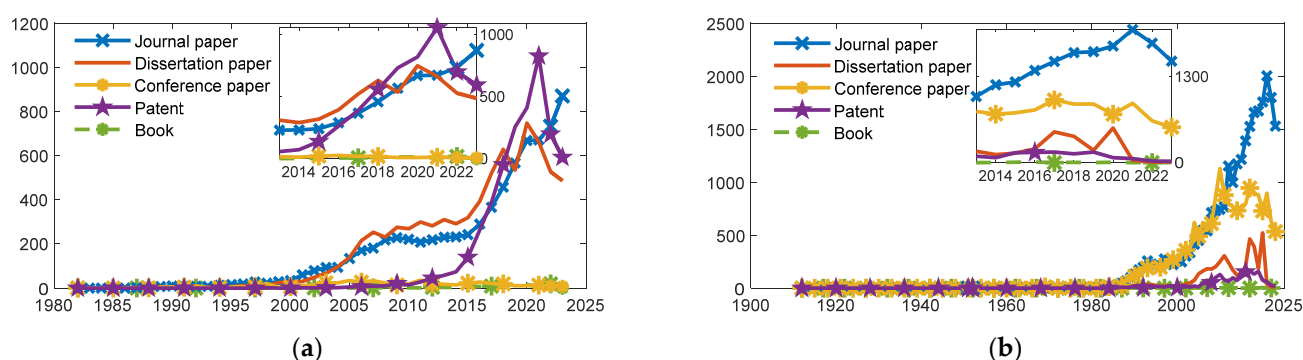 1200
1000
800
600
400
200
0
1980 1985 1990 1995 2000 2005 2010 2015 2020 2025
Journal paper
Dissertation paper
Conference paper
Patent
Book
1000
500
0
2014 2016 2018 2020 2022
(a)
2500
2000
1500
1000
500
0
1900 1920 1940 1960 1980 2000 2025
Journal paper
Dissertation paper
Conference paper
Patent
Book
1300
0
2014 2016 2018 2020 2022
(b)